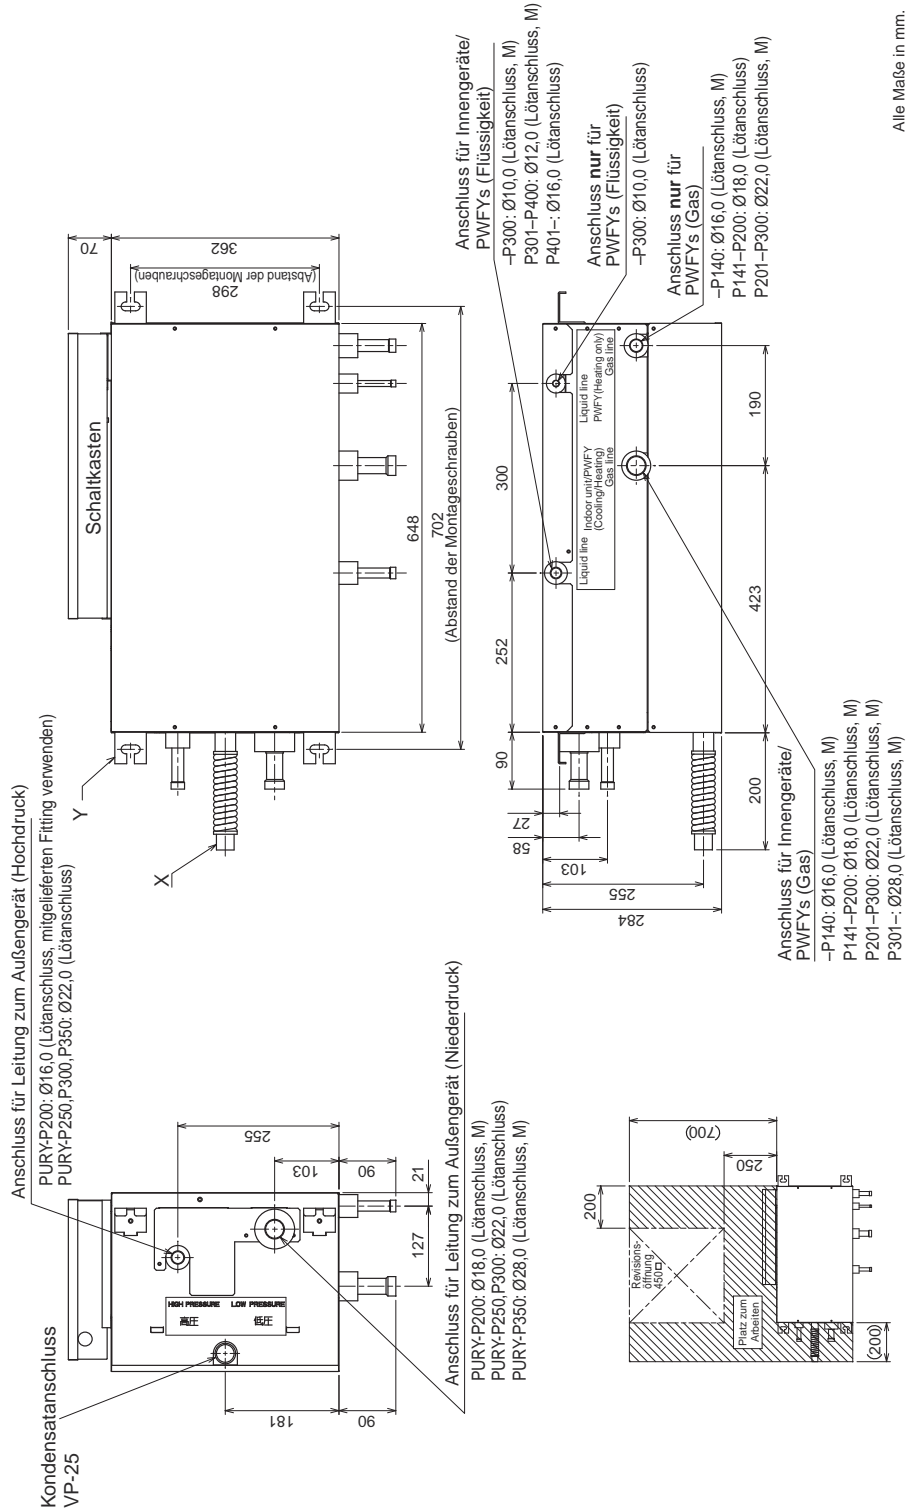 Anschluss für Leitung zum Außengerät (Hochdruck)
PURY-P200: Ø16,0 (Lötanschluss, mitgelieferten Fitting verwenden)
PURY-P250,P300,P350: Ø22,0 (Lötanschluss)
Kondensatanschluss
VP-25
HIGH PRESSURE
LOW PRESSURE
高圧
低圧
255
103
90
21
127
181
90
Anschluss für Leitung zum Außengerät (Niederdruck)
PURY-P200: Ø18,0 (Lötanschluss, M)
PURY-P250,P300: Ø22,0 (Lötanschluss)
PURY-P350: Ø28,0 (Lötanschluss, M)
X
Y
Schaltkasten
70
362
298
(Abstand der Montageschrauben)
648
702
(Abstand der Montageschrauben)
Anschluss für Innengeräte/
PWFYs (Flüssigkeit)
–P300: Ø10,0 (Lötanschluss, M)
P301–P400: Ø12,0 (Lötanschluss, M)
P401–: Ø16,0 (Lötanschluss)
Anschluss nur für
PWFYs (Flüssigkeit)
–P300: Ø10,0 (Lötanschluss)
Anschluss nur für
PWFYs (Gas)
–P140: Ø16,0 (Lötanschluss, M)
P141–P200: Ø18,0 (Lötanschluss)
P201–P300: Ø22,0 (Lötanschluss, M)
252
300
90
27
58
103
255
284
200
423
190
Liquid line
Indoor unit/PWFY
(Cooling/Heating)
Gas line
Liquid line
PWFY(Heating only)
Gas line
Anschluss für Innengeräte/
PWFYs (Gas)
–P140: Ø16,0 (Lötanschluss, M)
P141–P200: Ø18,0 (Lötanschluss, M)
P201–P300: Ø22,0 (Lötanschluss, M)
P301–: Ø28,0 (Lötanschluss, M)
200
(700)
250
(200)
Revisions-
öffnung
450□
Platz zum
Arbeiten
Alle Maße in mm.